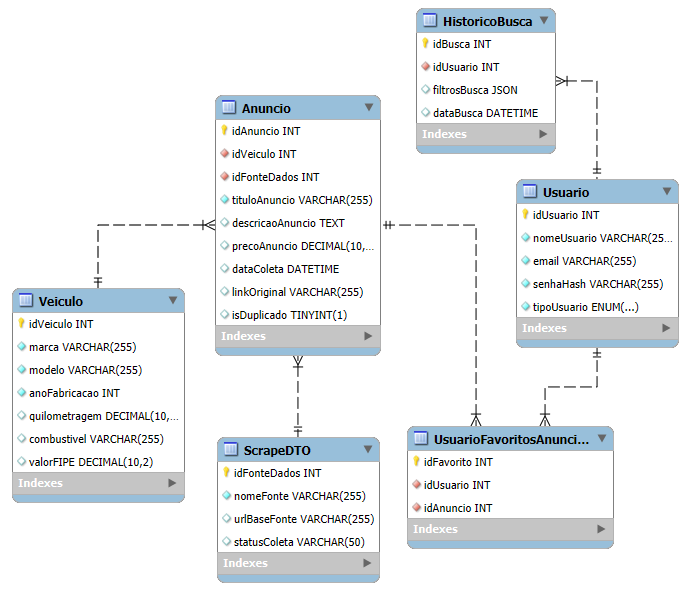 HistoricoBusca
idBusca INT
idUsuario INT
filtrosBusca JSON
dataBusca DATETIME
Indexes
Anuncio
idAnuncio INT
idVeiculo INT
idFonteDados INT
tituloAnuncio VARCHAR(255)
descricaoAnuncio TEXT
precoAnuncio DECIMAL(10,...
dataColeta DATETIME
linkOriginal VARCHAR(255)
isDuplicado TINYINT(1)
Indexes
Usuario
idUsuario INT
nomeUsuario VARCHAR(25...
email VARCHAR(255)
senhaHash VARCHAR(255)
tipoUsuario ENUM(...)
Indexes
Veiculo
idVeiculo INT
marca VARCHAR(255)
modelo VARCHAR(255)
anoFabricacao INT
quilometragem DECIMAL(10,...
combustivel VARCHAR(255)
valorFIPE DECIMAL(10,2)
Indexes
ScrapeDTO
idFonteDados INT
nomeFonte VARCHAR(255)
urlBaseFonte VARCHAR(255)
statusColeta VARCHAR(50)
Indexes
UsuarioFavoritosAnunci...
idFavorito INT
idUsuario INT
idAnuncio INT
Indexes